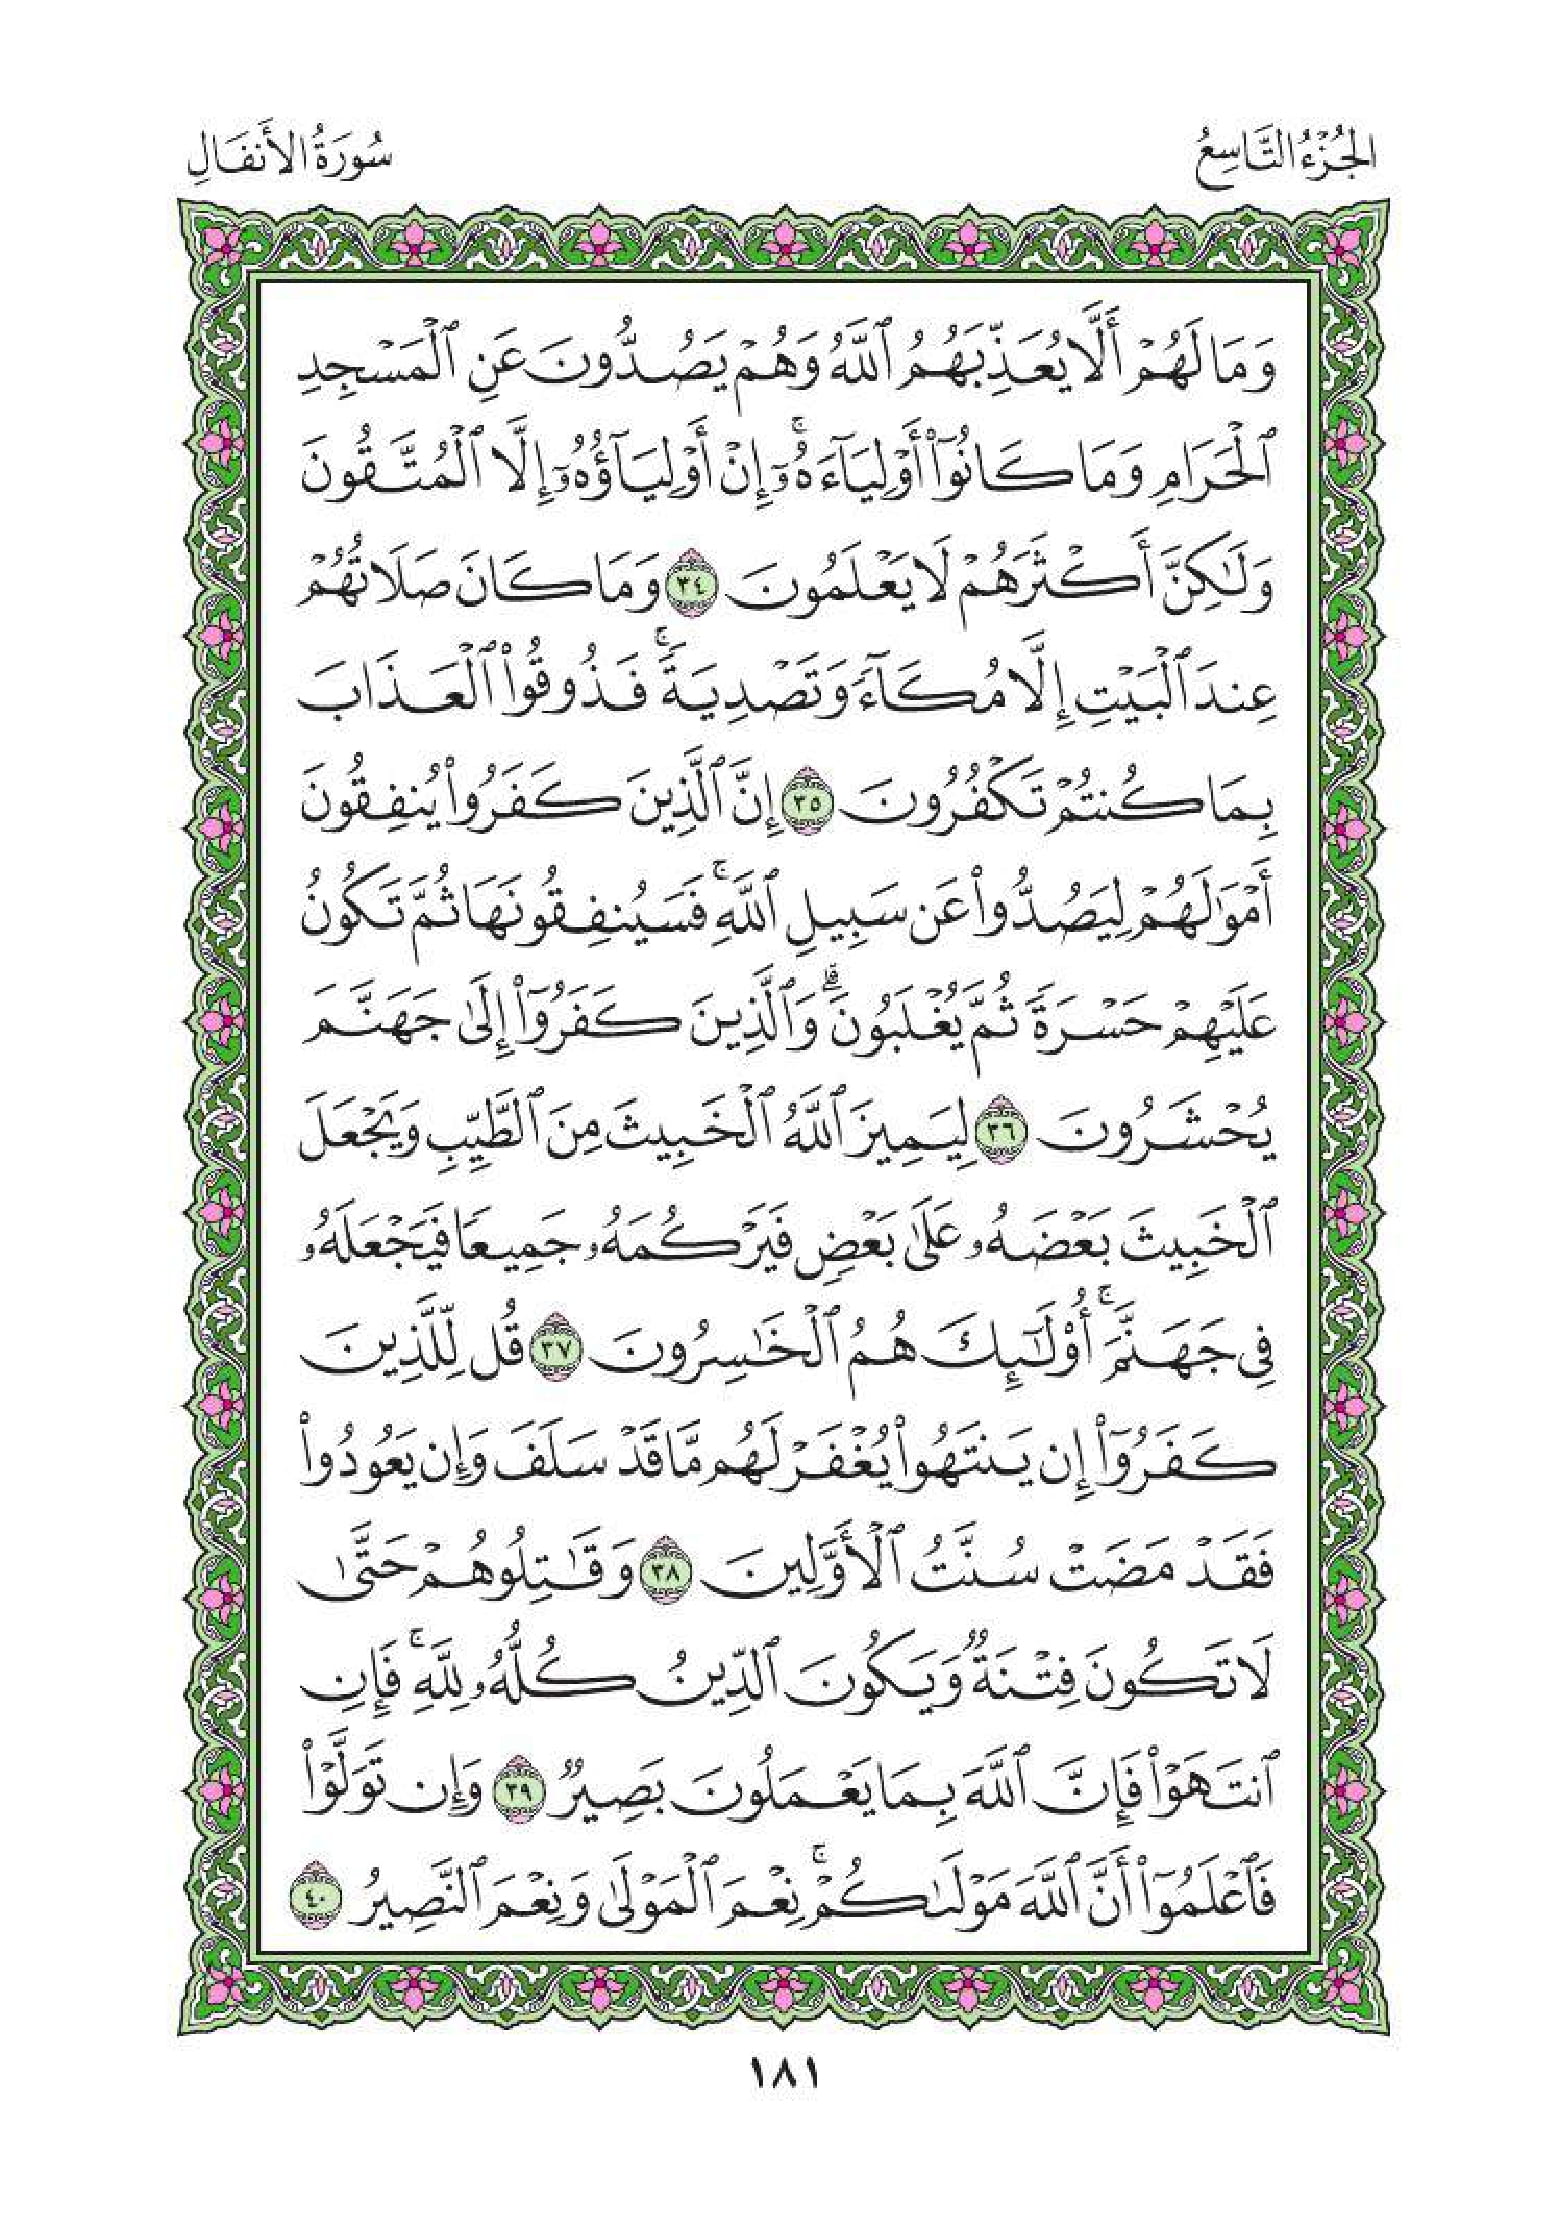 الجُزْءُ التَّاسِعُ
سُورَةُ الأَنفَالِ
وَمَا لَهُمْ أَلَّا يُعَذِّبَهُمُ ٱللَّهُ وَهُمْ يَصُدُّونَ عَنِ ٱلْمَسْجِدِ
ٱلْحَرَامِ وَمَا كَانُوٓا۟ أَوْلِيَآءَهُۥٓ ۚ إِنْ أَوْلِيَآؤُهُۥٓ إِلَّا ٱلْمُتَّقُونَ
وَلَٰكِنَّ أَكْثَرَهُمْ لَا يَعْلَمُونَ ٣٤ وَمَا كَانَ صَلَاتُهُمْ
عِندَ ٱلْبَيْتِ إِلَّا مُكَآءً وَتَصْدِيَةً ۚ فَذُوقُوا۟ ٱلْعَذَابَ
بِمَا كُنتُمْ تَكْفُرُونَ ٣٥ إِنَّ ٱلَّذِينَ كَفَرُوا۟ يُنفِقُونَ
أَمْوَٰلَهُمْ لِيَصُدُّوا۟ عَن سَبِيلِ ٱللَّهِ ۚ فَسَيُنفِقُونَهَا ثُمَّ تَكُونُ
عَلَيْهِمْ حَسْرَةً ثُمَّ يُغْلَبُونَ ۗ وَٱلَّذِينَ كَفَرُوٓا۟ إِلَىٰ جَهَنَّمَ
يُحْشَرُونَ ٣٦ لِيَمِيزَ ٱللَّهُ ٱلْخَبِيثَ مِنَ ٱلطَّيِّبِ وَيَجْعَلَ
ٱلْخَبِيثَ بَعْضَهُۥ عَلَىٰ بَعْضٍ فَيَرْكُمَهُۥ جَمِيعًا فَيَجْعَلَهُۥ
فِى جَهَنَّمَ ۚ أُو۟لَٰٓئِكَ هُمُ ٱلْخَٰسِرُونَ ٣٧ قُل لِّلَّذِينَ
كَفَرُوٓا۟ إِن يَنتَهُوا۟ يُغْفَرْ لَهُم مَّا قَدْ سَلَفَ وَإِن يَعُودُوا۟
فَقَدْ مَضَتْ سُنَّتُ ٱلْأَوَّلِينَ ٣٨ وَقَٰتِلُوهُمْ حَتَّىٰ
لَا تَكُونَ فِتْنَةٌ وَيَكُونَ ٱلدِّينُ كُلُّهُۥ لِلَّهِ ۚ فَإِنِ
ٱنتَهَوْا۟ فَإِنَّ ٱللَّهَ بِمَا يَعْمَلُونَ بَصِيرٌ ٣٩ وَإِن تَوَلَّوْا۟
فَٱعْلَمُوٓا۟ أَنَّ ٱللَّهَ مَوْلَىٰكُمْ ۚ نِعْمَ ٱلْمَوْلَىٰ وَنِعْمَ ٱلنَّصِيرُ ٤٠
١٨١